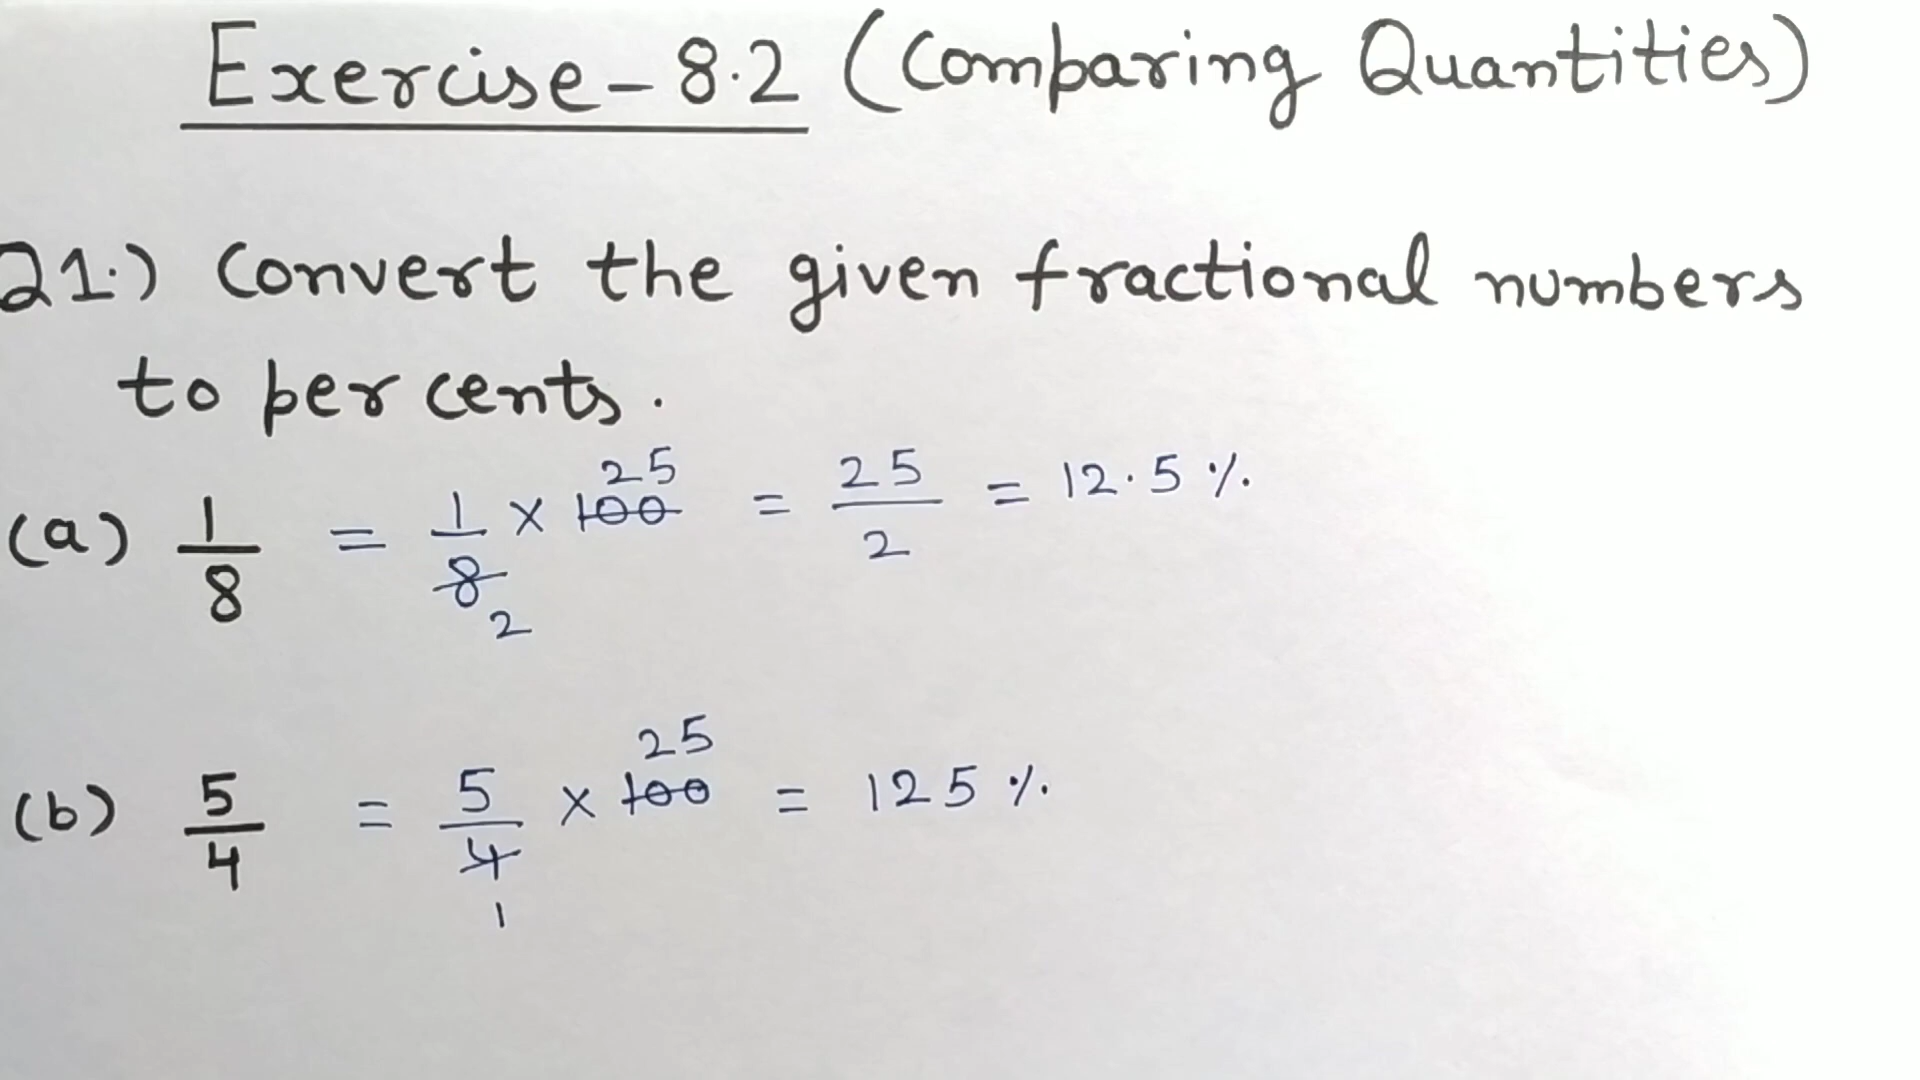 Exercise-8.2 (Comparing Quantities)
Q1.) Convert the given fractional numbers
to per cents.
(a) 1/8 = 1/8 2 × 100 25 = 25/2 = 12.5 %
(b) 5/4 = 5/4 1 × 100 25 = 125 %